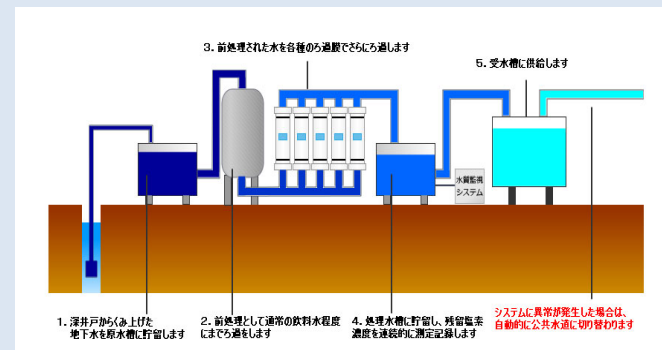 3. 前処理された水を各種のろ過膜でさらにろ過します
5. 受水槽に供給します
水質監視
システム
1. 深井戸からくみ上げた
地下水を原水槽に貯留します
2. 前処理として通常の飲料水程度
にまでろ過をします
4. 処理水槽に貯留し、残留塩素
濃度を連続的に測定記録します
システムに異常が発生した場合は、
自動的に公共水道に切り替わります